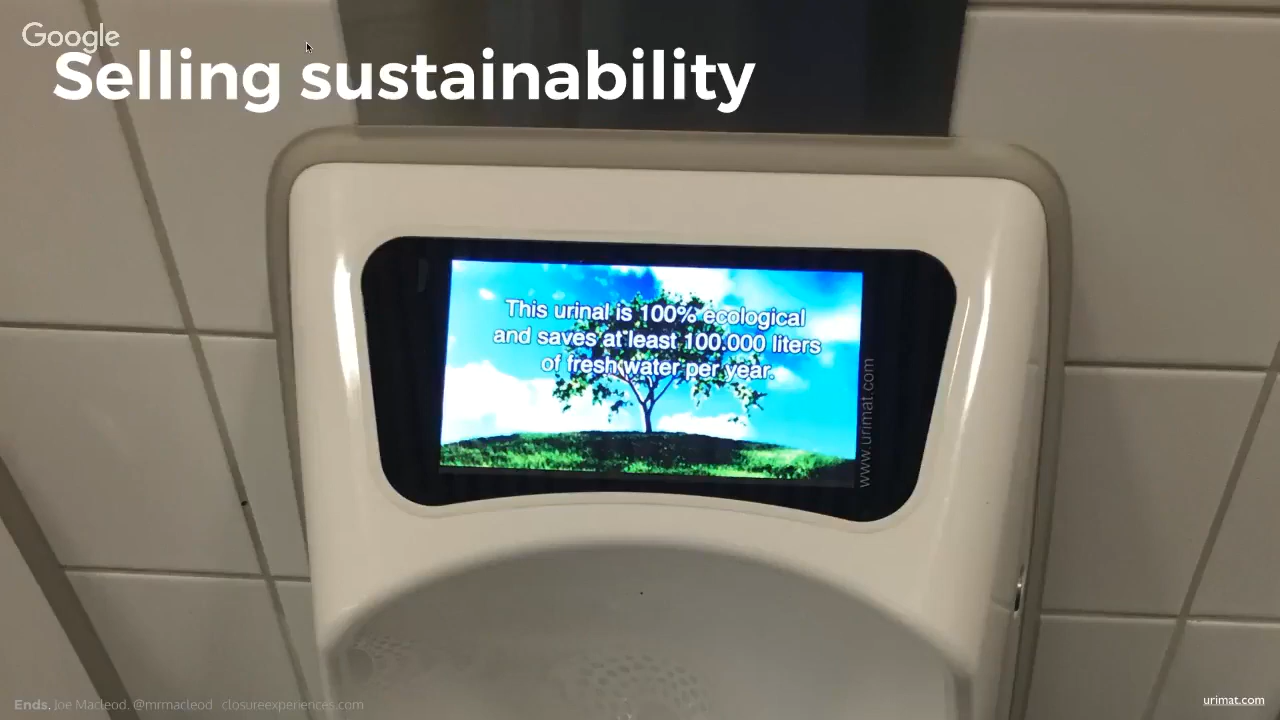 Google
Selling sustainability
This urinal is 100% ecological
and saves at least 100.000 liters
of fresh water per year.
www.urimat.com
Ends. Joe Macleod. @mrmacleod closureexperiences.com
urimat.com